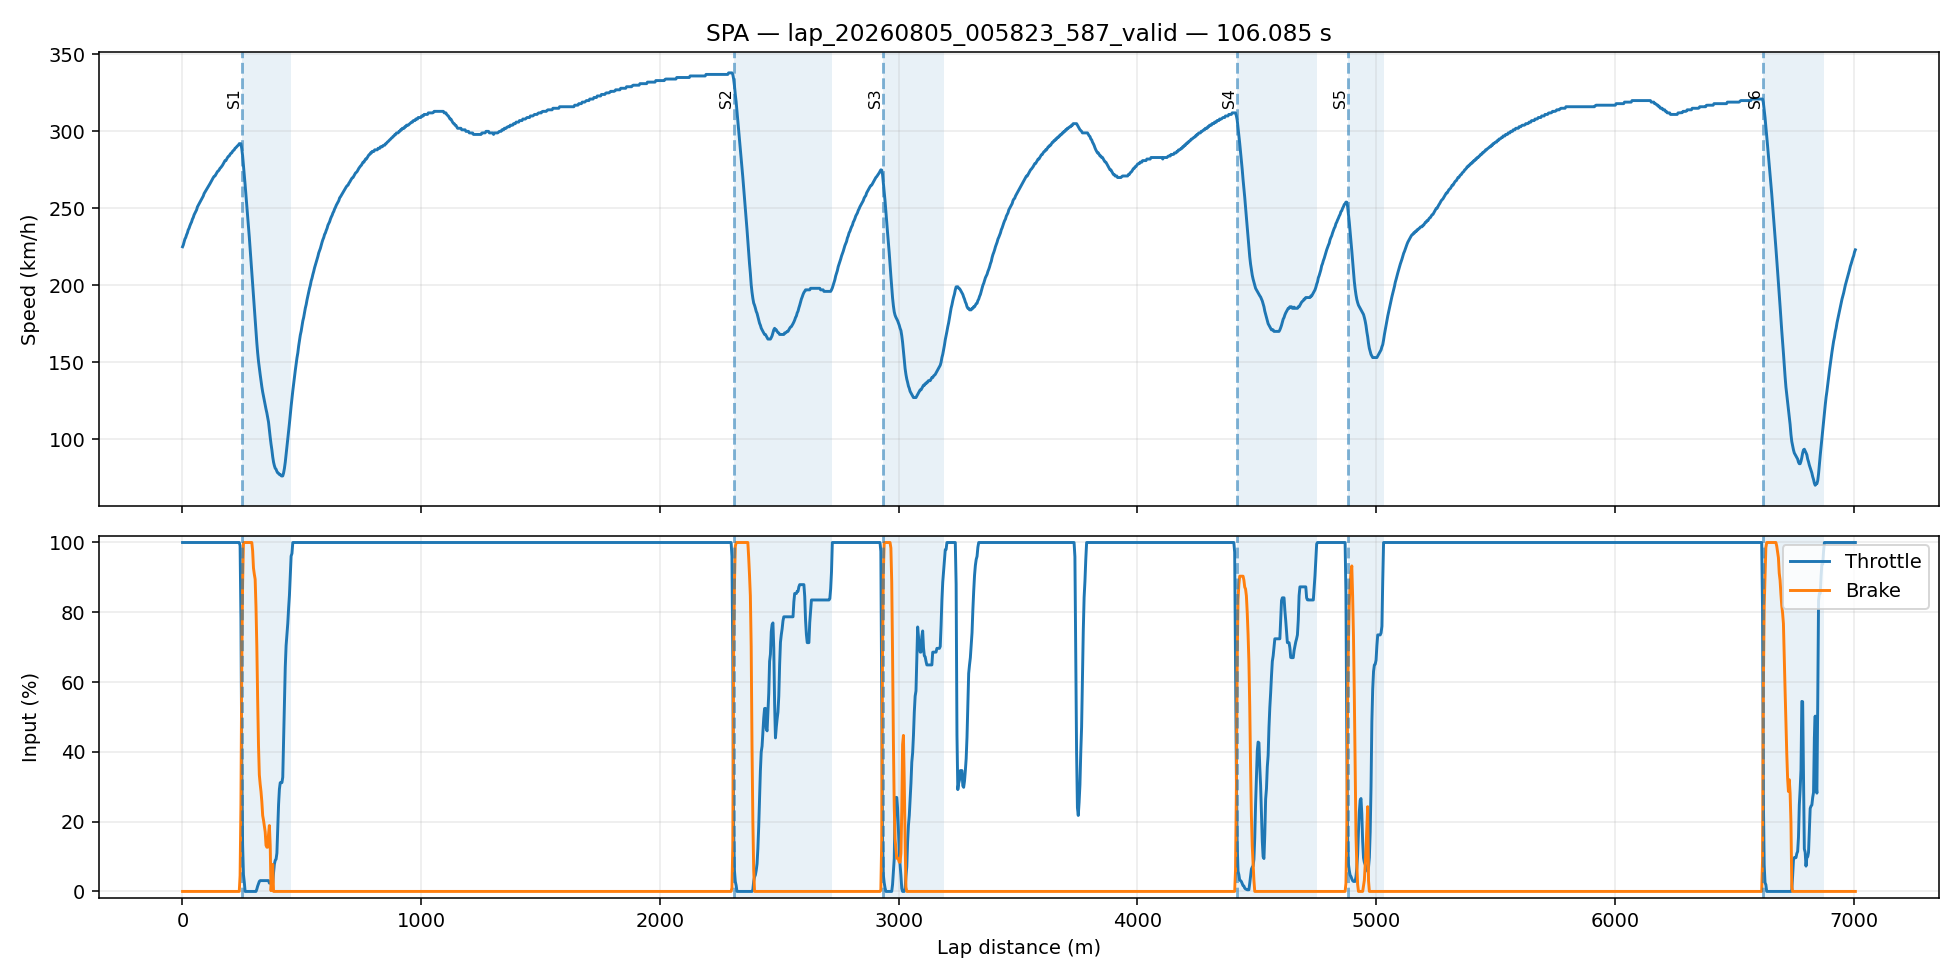 SPA — lap_20260805_005823_587_valid — 106.085 s
350
300
250
200
150
100
Speed (km/h)
S1
S2
S3
S4
S5
S6
100
80
60
40
20
0
Input (%)
Throttle
Brake
0
1000
2000
3000
4000
5000
6000
7000
Lap distance (m)